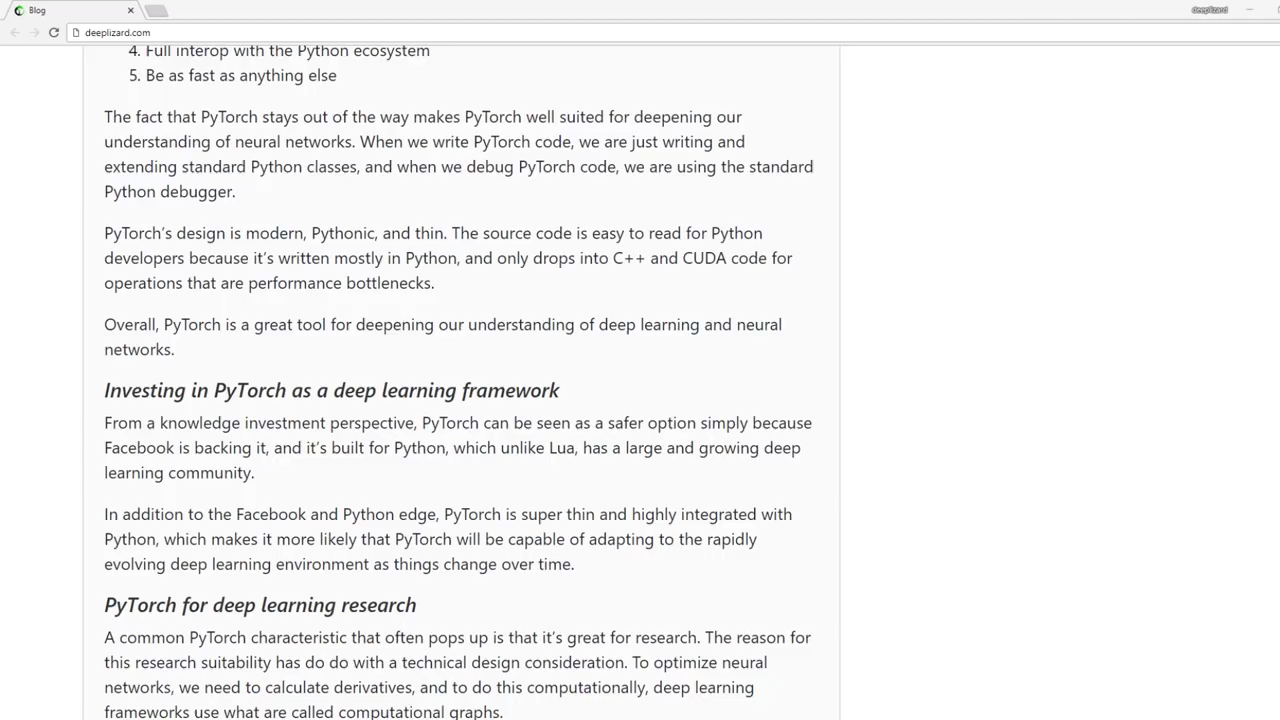 Blog
deeplizard
deeplizard.com
4. Full interop with the Python ecosystem
5. Be as fast as anything else
The fact that PyTorch stays out of the way makes PyTorch well suited for deepening our
understanding of neural networks. When we write PyTorch code, we are just writing and
extending standard Python classes, and when we debug PyTorch code, we are using the standard
Python debugger.
PyTorch’s design is modern, Pythonic, and thin. The source code is easy to read for Python
developers because it’s written mostly in Python, and only drops into C++ and CUDA code for
operations that are performance bottlenecks.
Overall, PyTorch is a great tool for deepening our understanding of deep learning and neural
networks.
Investing in PyTorch as a deep learning framework
From a knowledge investment perspective, PyTorch can be seen as a safer option simply because
Facebook is backing it, and it’s built for Python, which unlike Lua, has a large and growing deep
learning community.
In addition to the Facebook and Python edge, PyTorch is super thin and highly integrated with
Python, which makes it more likely that PyTorch will be capable of adapting to the rapidly
evolving deep learning environment as things change over time.
PyTorch for deep learning research
A common PyTorch characteristic that often pops up is that it’s great for research. The reason for
this research suitability has do do with a technical design consideration. To optimize neural
networks, we need to calculate derivatives, and to do this computationally, deep learning
frameworks use what are called computational graphs.